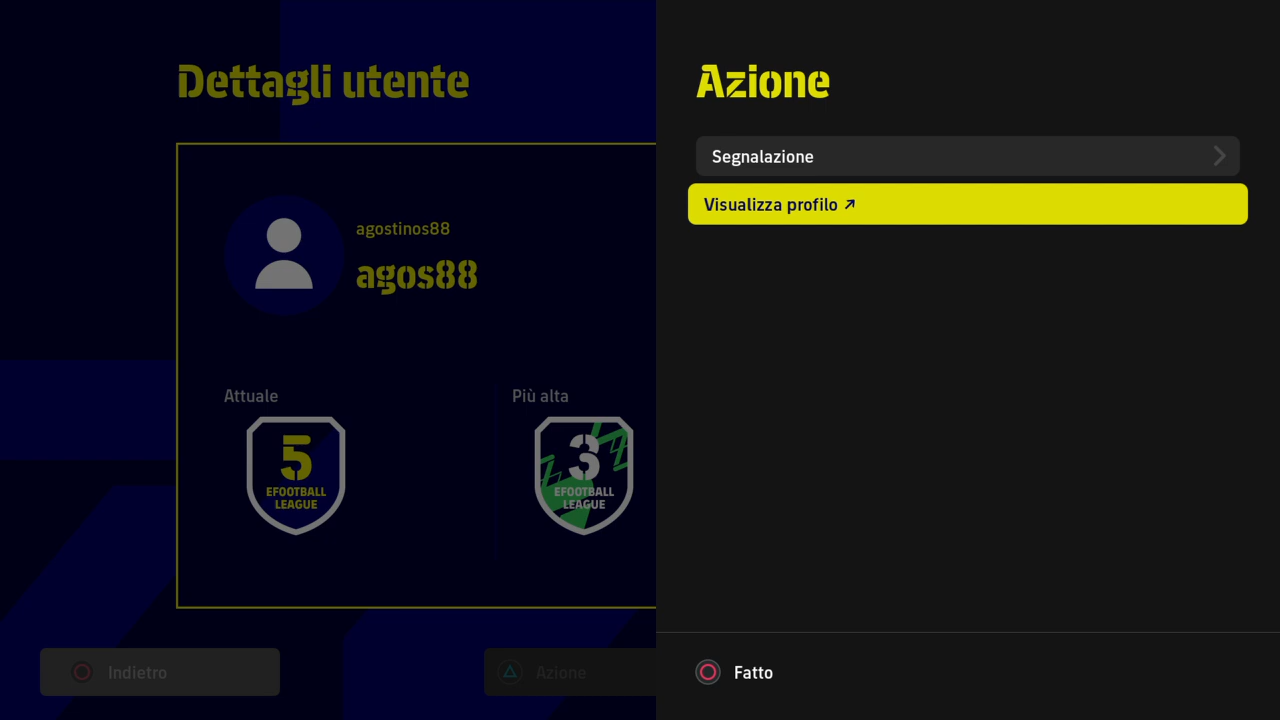 Dettagli utente
agostinos88
agos88
Attuale
Più alta
5
EFOOTBALL
LEAGUE
3
EFOOTBALL
LEAGUE
Indietro
Azione
Azione
Segnalazione
Visualizza profilo
Fatto